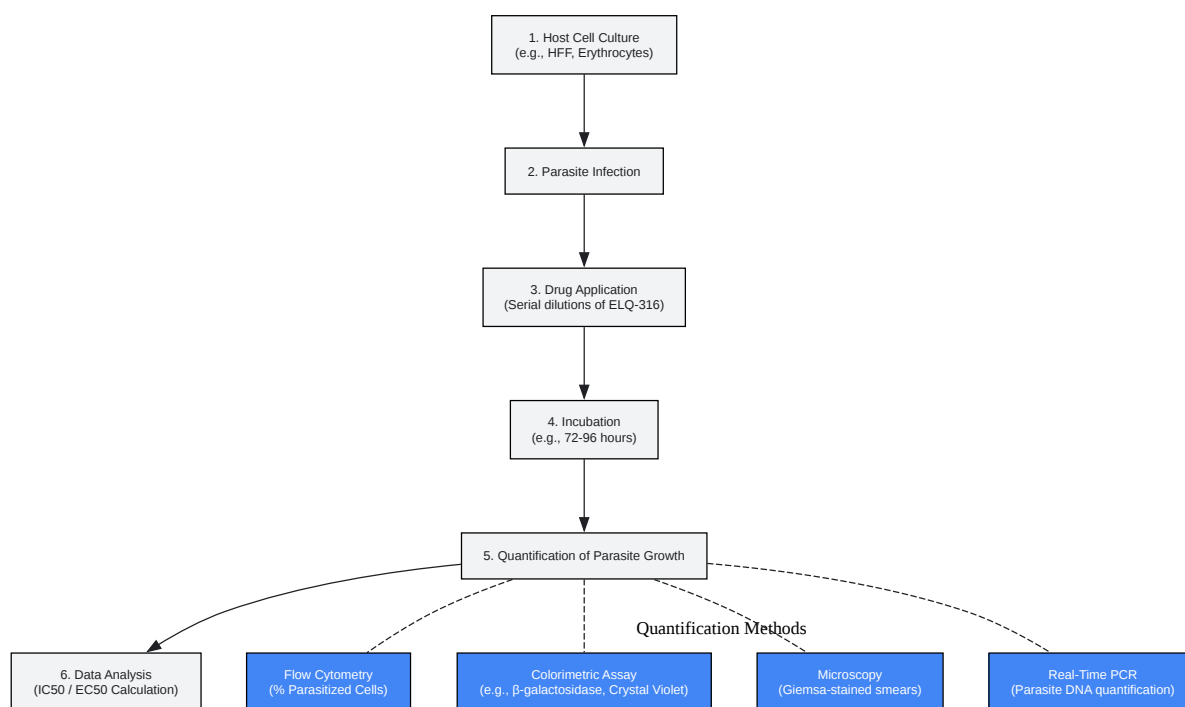 1. Host Cell Culture
(e.g., HFF, Erythrocytes)
2. Parasite Infection
3. Drug Application
(Serial dilutions of ELQ-316)
4. Incubation
(e.g., 72-96 hours)
5. Quantification of Parasite Growth
Quantification Methods
6. Data Analysis
(IC50 / EC50 Calculation)
Flow Cytometry
(% Parasitized Cells)
Colorimetric Assay
(e.g., β-galactosidase, Crystal Violet)
Microscopy
(Giemsa-stained smears)
Real-Time PCR
(Parasite DNA quantification)